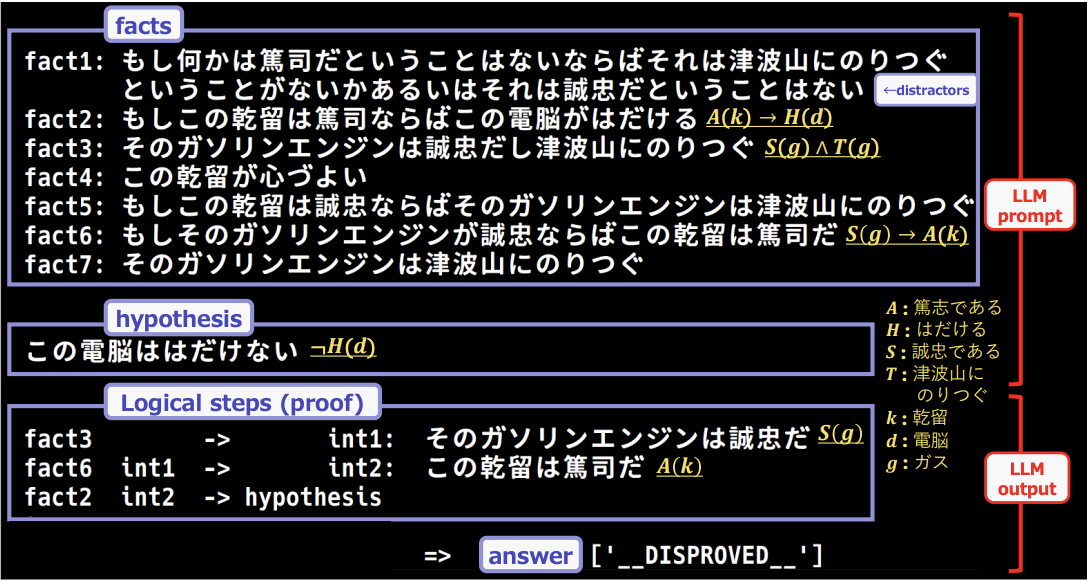 facts
fact1: もし何かは篤司だということはないならばそれは津波山にのりつぐ
ということがないかあるいはそれは誠忠だということはない ←distractors
fact2: もしこの乾留は篤司ならばこの電脳がはだける A(k) → H(d)
fact3: そのガソリンエンジンは誠忠だし津波山にのりつぐ S(g) ∧ T(g)
fact4: この乾留が心づよい
fact5: もしこの乾留は誠忠ならばそのガソリンエンジンは津波山にのりつぐ
fact6: もしそのガソリンエンジンが誠忠ならばこの乾留は篤司だ S(g) → A(k)
fact7: そのガソリンエンジンは津波山にのりつぐ
LLM
prompt
hypothesis
この電脳ははだけない ¬H(d)
A : 篤志である
H : はだける
S : 誠忠である
T : 津波山に
のりつぐ
k : 乾留
d : 電脳
g : ガス
Logical steps (proof)
fact3 -> int1: そのガソリンエンジンは誠忠だ S(g)
fact6 int1 -> int2: この乾留は篤司だ A(k)
fact2 int2 -> hypothesis
LLM
output
=> answer ['__DISPROVED__']